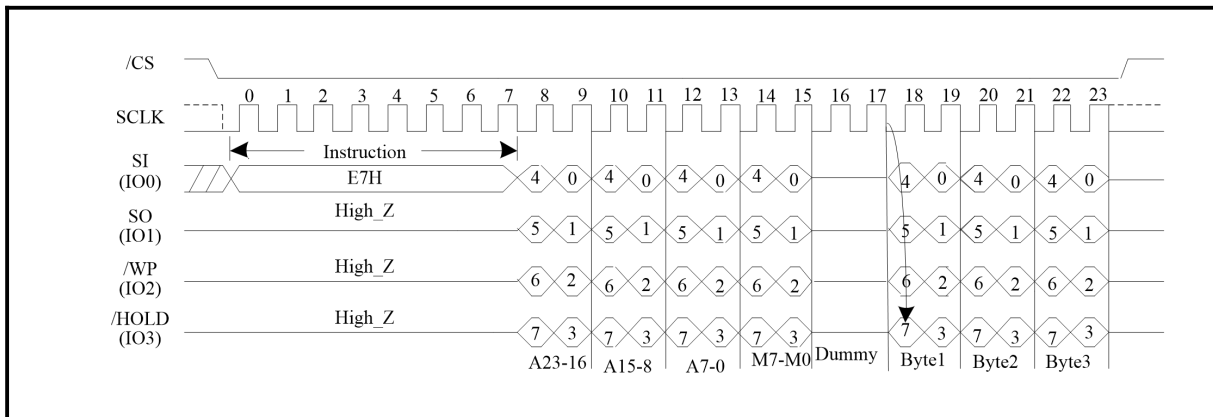 /CS
0 1 2 3 4 5 6 7 8 9 10 11 12 13 14 15 16 17 18 19 20 21 22 23
SCLK
Instruction
SI
(IO0)
E7H
4 0 4 0 4 0 4 0 4 0 4 0 4 0
SO
(IO1)
High_Z
5 1 5 1 5 1 5 1 5 1 5 1 5 1
/WP
(IO2)
High_Z
6 2 6 2 6 2 6 2 6 2 6 2 6 2
/HOLD
(IO3)
High_Z
7 3 7 3 7 3 7 3 7 3 7 3 7 3
A23-16 A15-8 A7-0 M7-M0 Dummy Byte1 Byte2 Byte3